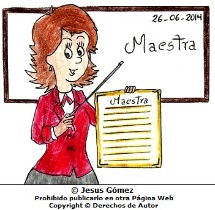 26-06-2014
Maestra
Maestra
© Jesus Gómez
Prohibido publicarlo en otra Página Web
Copyright © Derechos de Autor